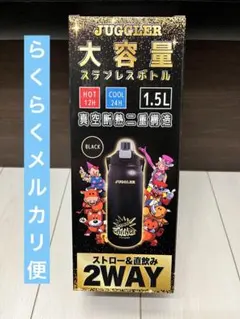 JUGGLER
大容量
ステンレスボトル
HOT
12H
COOL
24H
1.5L
真空断熱二重構造
BLACK
JUGGLER
ストロー&直飲み
2WAY
らくらくメルカリ便